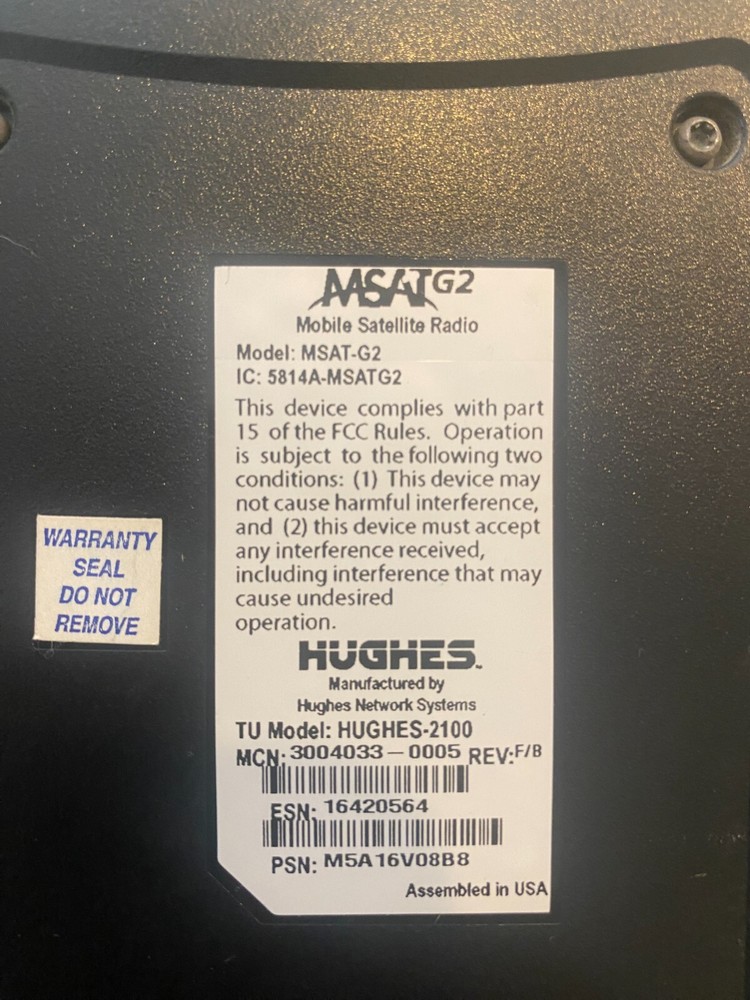 MSAT G2
Mobile Satellite Radio
Model: MSAT-G2
IC: 5814A-MSATG2
This device complies with part
15 of the FCC Rules. Operation
is subject to the following two
conditions: (1) This device may
not cause harmful interference,
and (2) this device must accept
any interference received,
including interference that may
cause undesired
operation.
WARRANTY
SEAL
DO NOT
REMOVE
HUGHES™
Manufactured by
Hughes Network Systems
TU Model: HUGHES-2100
MCN: 3004033-0005 REV:F/B
ESN: 16420564
PSN: M5A16V08B8
Assembled in USA